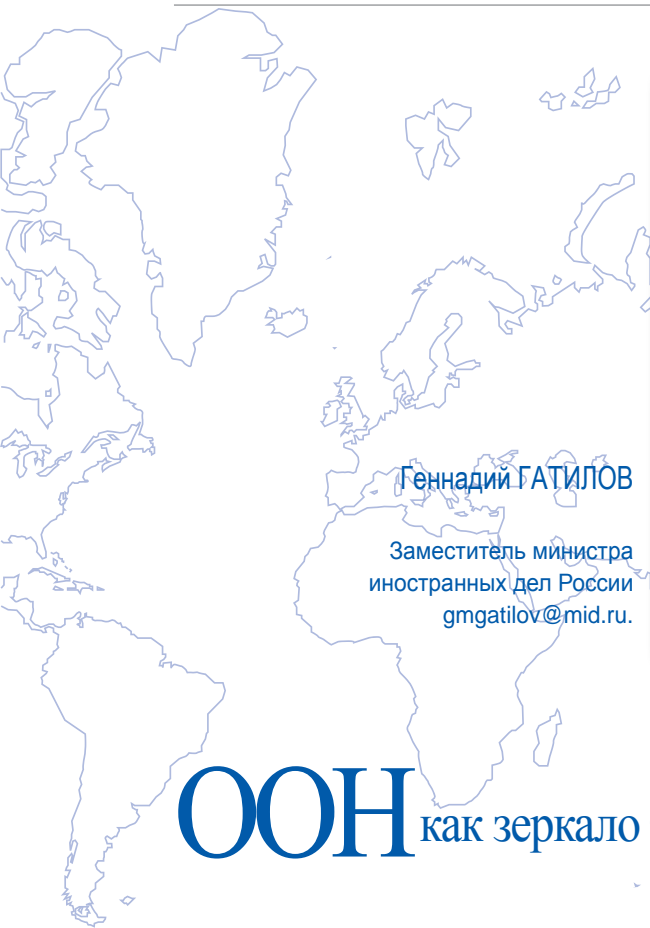 Геннадий ГАТИЛОВ
Заместитель министра
иностранных дел России
gmgatilov@mid.ru.
ООН как зеркало